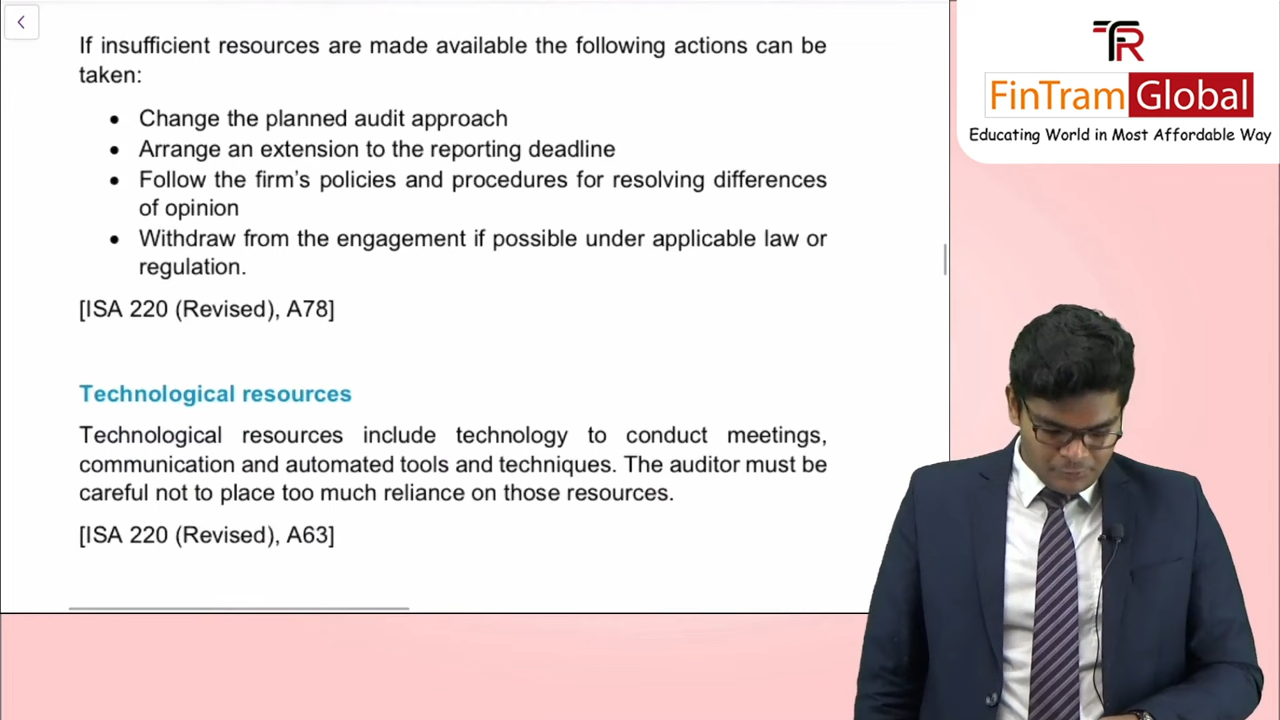 If insufficient resources are made available the following actions can be
taken:
• Change the planned audit approach
• Arrange an extension to the reporting deadline
• Follow the firm’s policies and procedures for resolving differences
of opinion
• Withdraw from the engagement if possible under applicable law or
regulation.
[ISA 220 (Revised), A78]
Technological resources
Technological resources include technology to conduct meetings,
communication and automated tools and techniques. The auditor must be
careful not to place too much reliance on those resources.
[ISA 220 (Revised), A63]
TR
FinTram Global
Educating World in Most Affordable Way